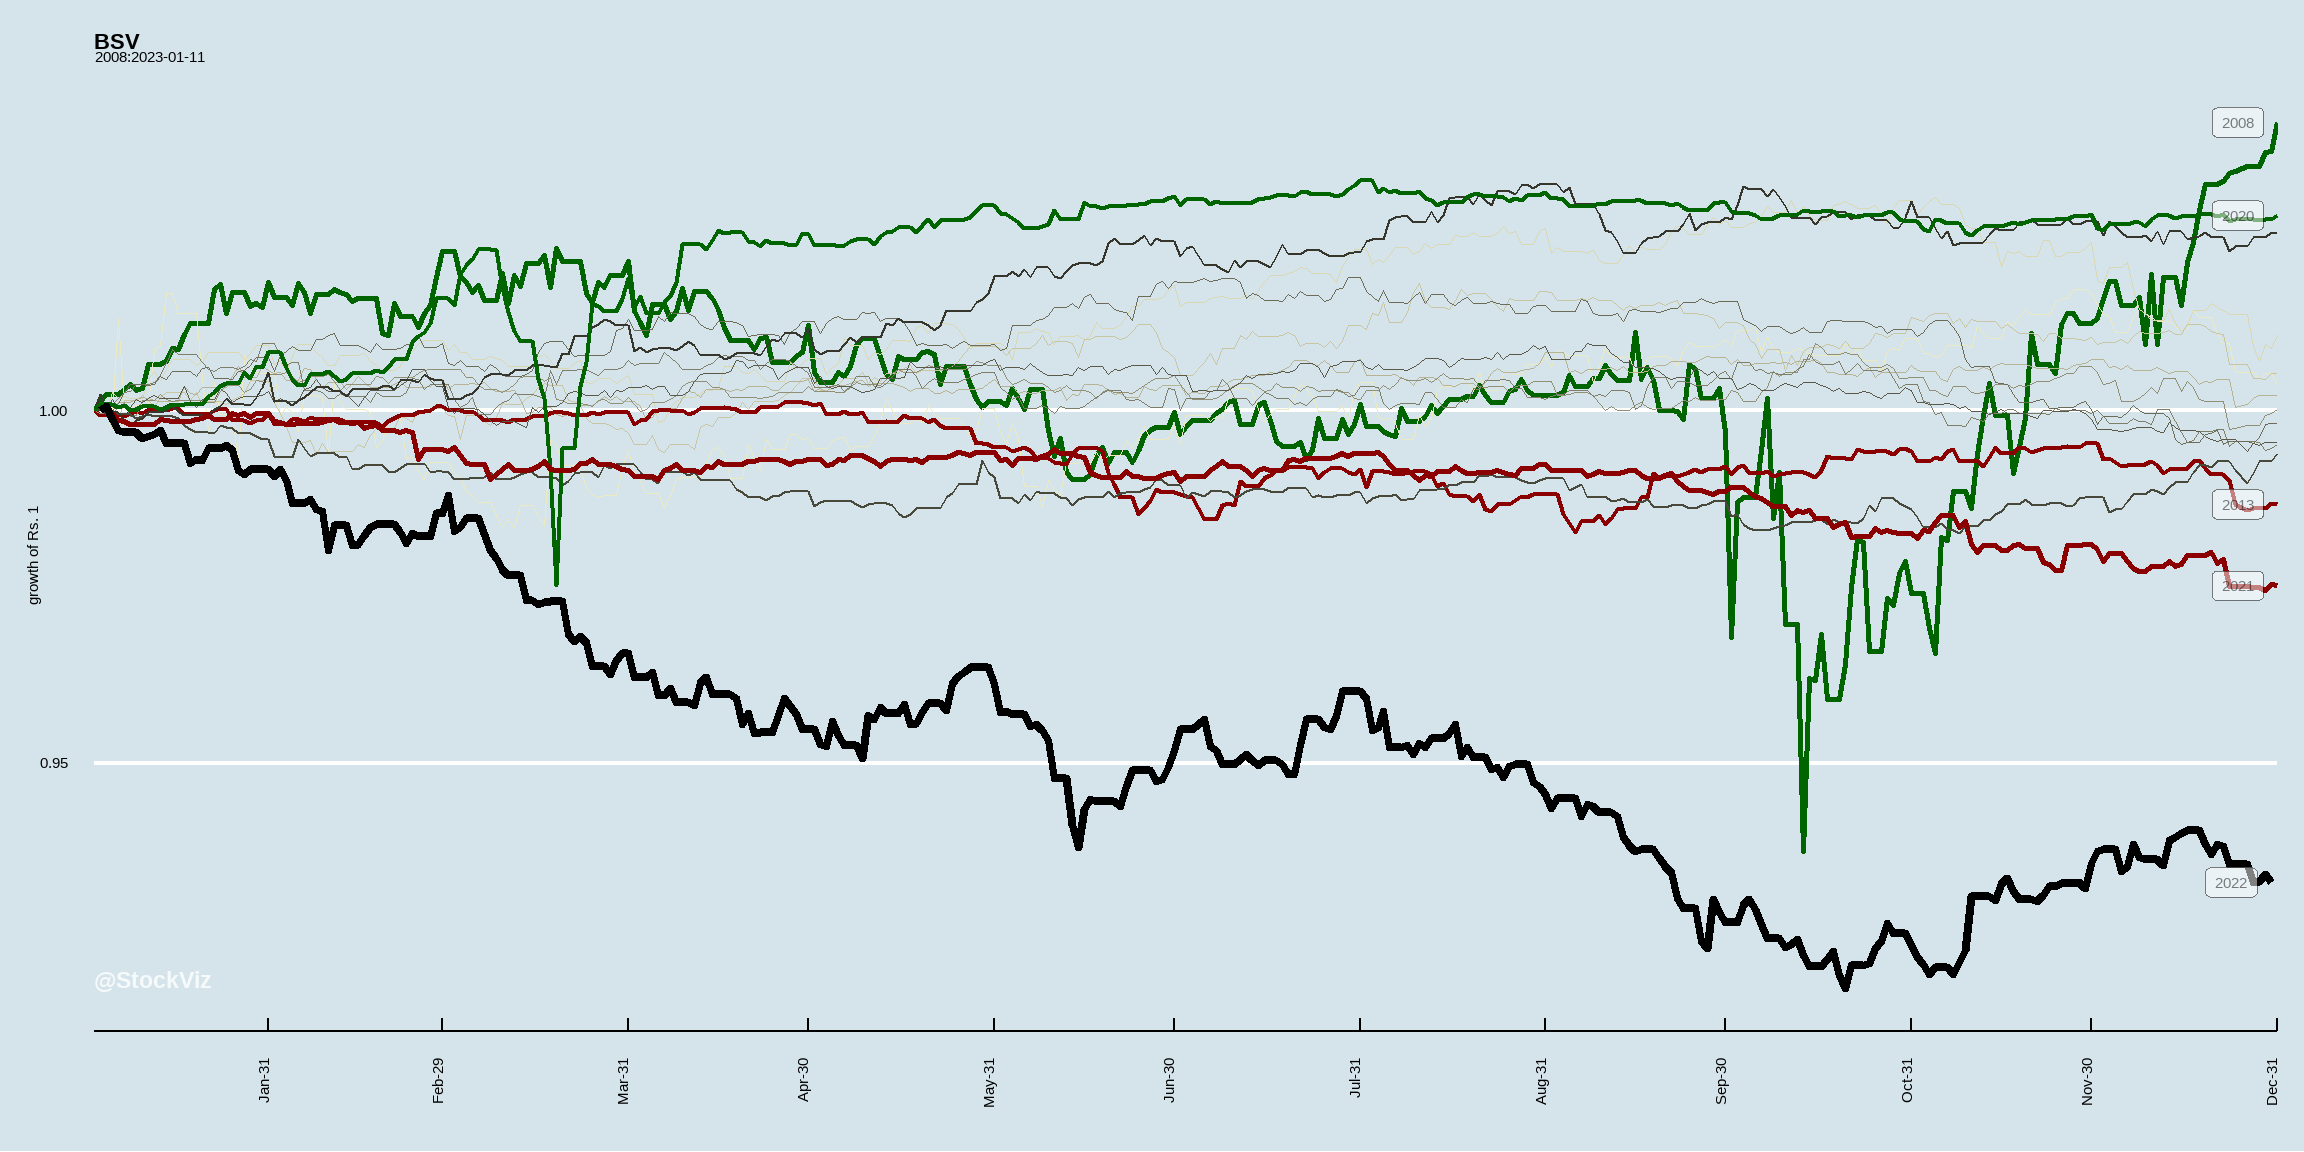 BSV
2008:2023-01-11
2008
2020
1.00
2013
growth of Rs. 1
2021
0.95
2022
@StockViz
Jan-31
Feb-29
Mar-31
Apr-30
May-31
Jun-30
Jul-31
Aug-31
Sep-30
Oct-31
Nov-30
Dec-31